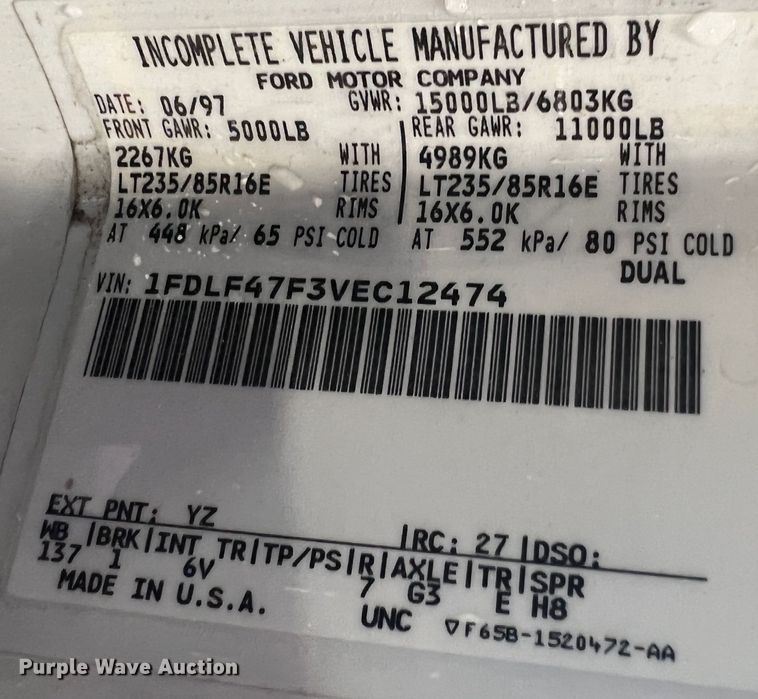 INCOMPLETE VEHICLE MANUFACTURED BY
FORD MOTOR COMPANY
DATE: 06/97 GVWR: 15000LB/6803KG
FRONT GAWR: 5000LB REAR GAWR: 11000LB
2267KG WITH 4989KG WITH
LT235/85R16E TIRES LT235/85R16E TIRES
16X6.0K RIMS 16X6.0K RIMS
AT 448 kPa/ 65 PSI COLD AT 552 kPa/ 80 PSI COLD
DUAL
VIN: 1FDLF47F3VEC12474
EXT PNT: YZ RC: 27 DSO:
WB |BRK|INT TR|TP/PS|R|AXLE|TR|SPR
137 1 6V 7 G3 E H8
MADE IN U.S.A. UNC ▽F65B-1520472-AA
Purple Wave Auction